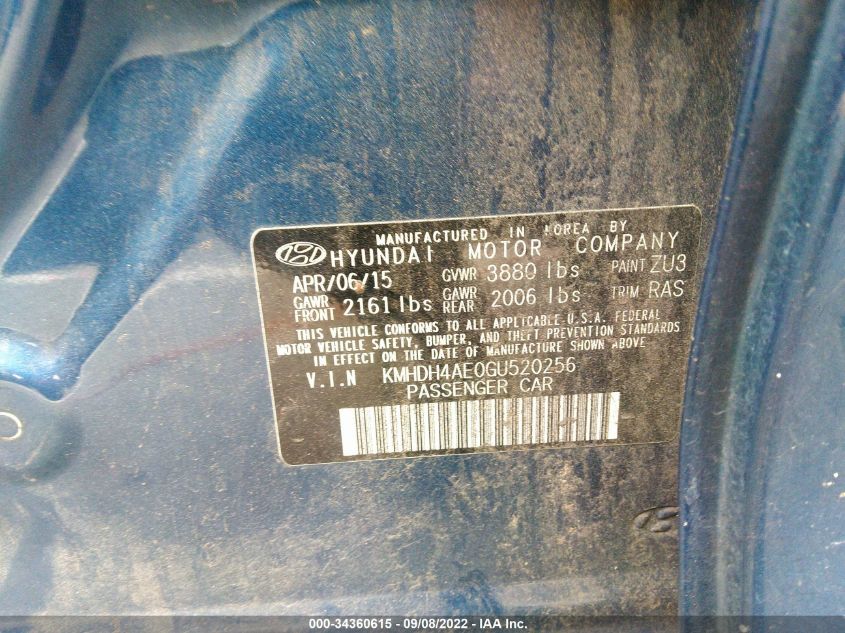 MANUFACTURED IN KOREA BY
HYUNDAI MOTOR COMPANY
APR/06/15 GVWR 3880 lbs PAINT ZU3
GAWR FRONT 2161 lbs GAWR REAR 2006 lbs TRIM RAS
THIS VEHICLE CONFORMS TO ALL APPLICABLE U.S.A. FEDERAL
MOTOR VEHICLE SAFETY, BUMPER, AND THEFT PREVENTION STANDARDS
IN EFFECT ON THE DATE OF MANUFACTURE SHOWN ABOVE
V.I.N KMHDH4AE0GU520256
PASSENGER CAR
000-34360615 - 09/08/2022 - IAA Inc.